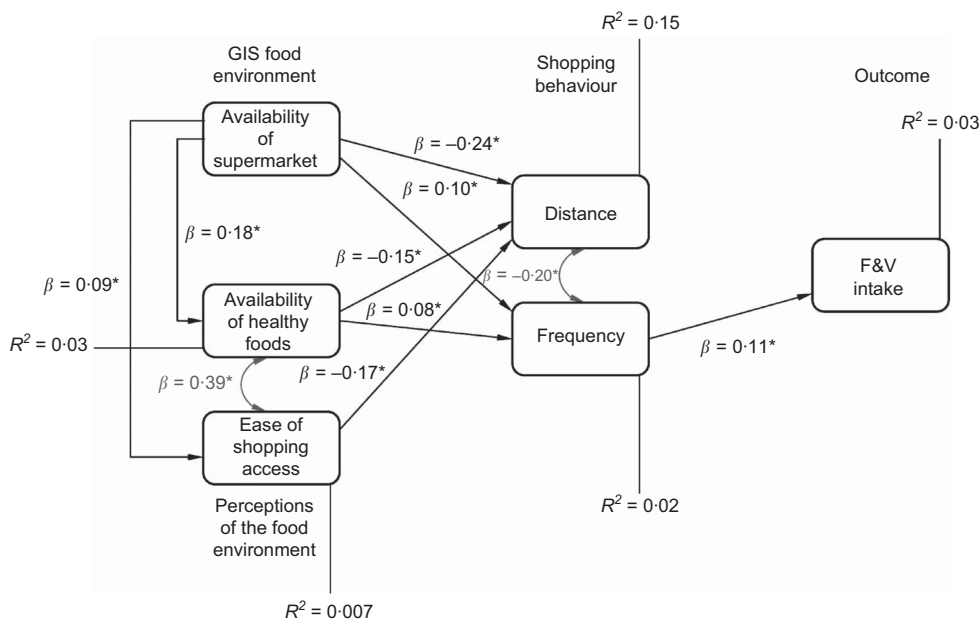 R² = 0·15
GIS food
environment
Shopping
behaviour
Outcome
R² = 0·03
Availability
of
supermarket
β = –0·24*
β = 0·10*
Distance
β = 0·18*
β = –0·15*
β = –0·20*
F&V
intake
β = 0·09*
Availability
of healthy
foods
β = 0·08*
Frequency
β = 0·11*
R² = 0·03
β = 0·39*
β = –0·17*
Ease of
shopping
access
R² = 0·02
Perceptions
of the food
environment
R² = 0·007